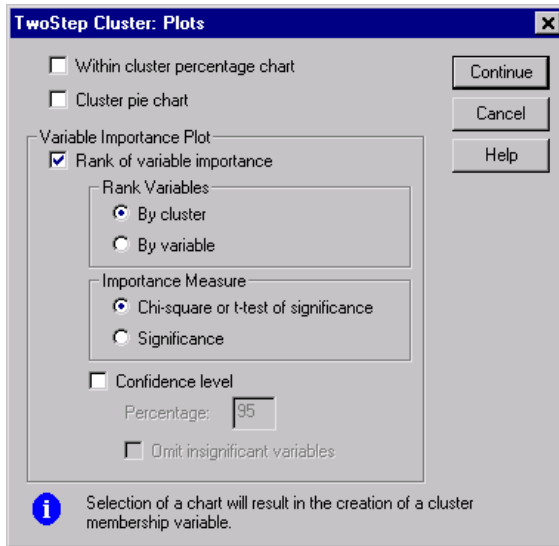 TwoStep Cluster: Plots
Within cluster percentage chart
Cluster pie chart
Continue
Cancel
Help
Variable Importance Plot
Rank of variable importance
Rank Variables
By cluster
By variable
Importance Measure
Chi-square or t-test of significance
Significance
Confidence level
Percentage: 95
Omit insignificant variables
Selection of a chart will result in the creation of a cluster
membership variable.